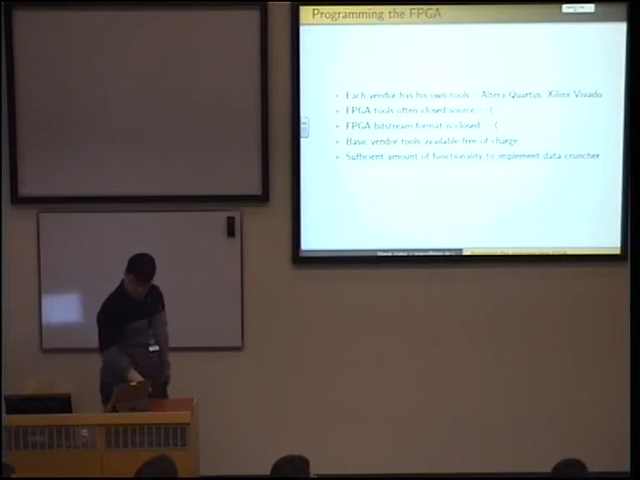 Programming the FPGA
Each vendor has his own tools - Altera Quartus, Xilinx Vivado
FPGA tools often closed source :-(
FPGA bitstream format is closed :-(
Basic vendor tools available free of charge
Sufficient amount of functionality to implement data cruncher